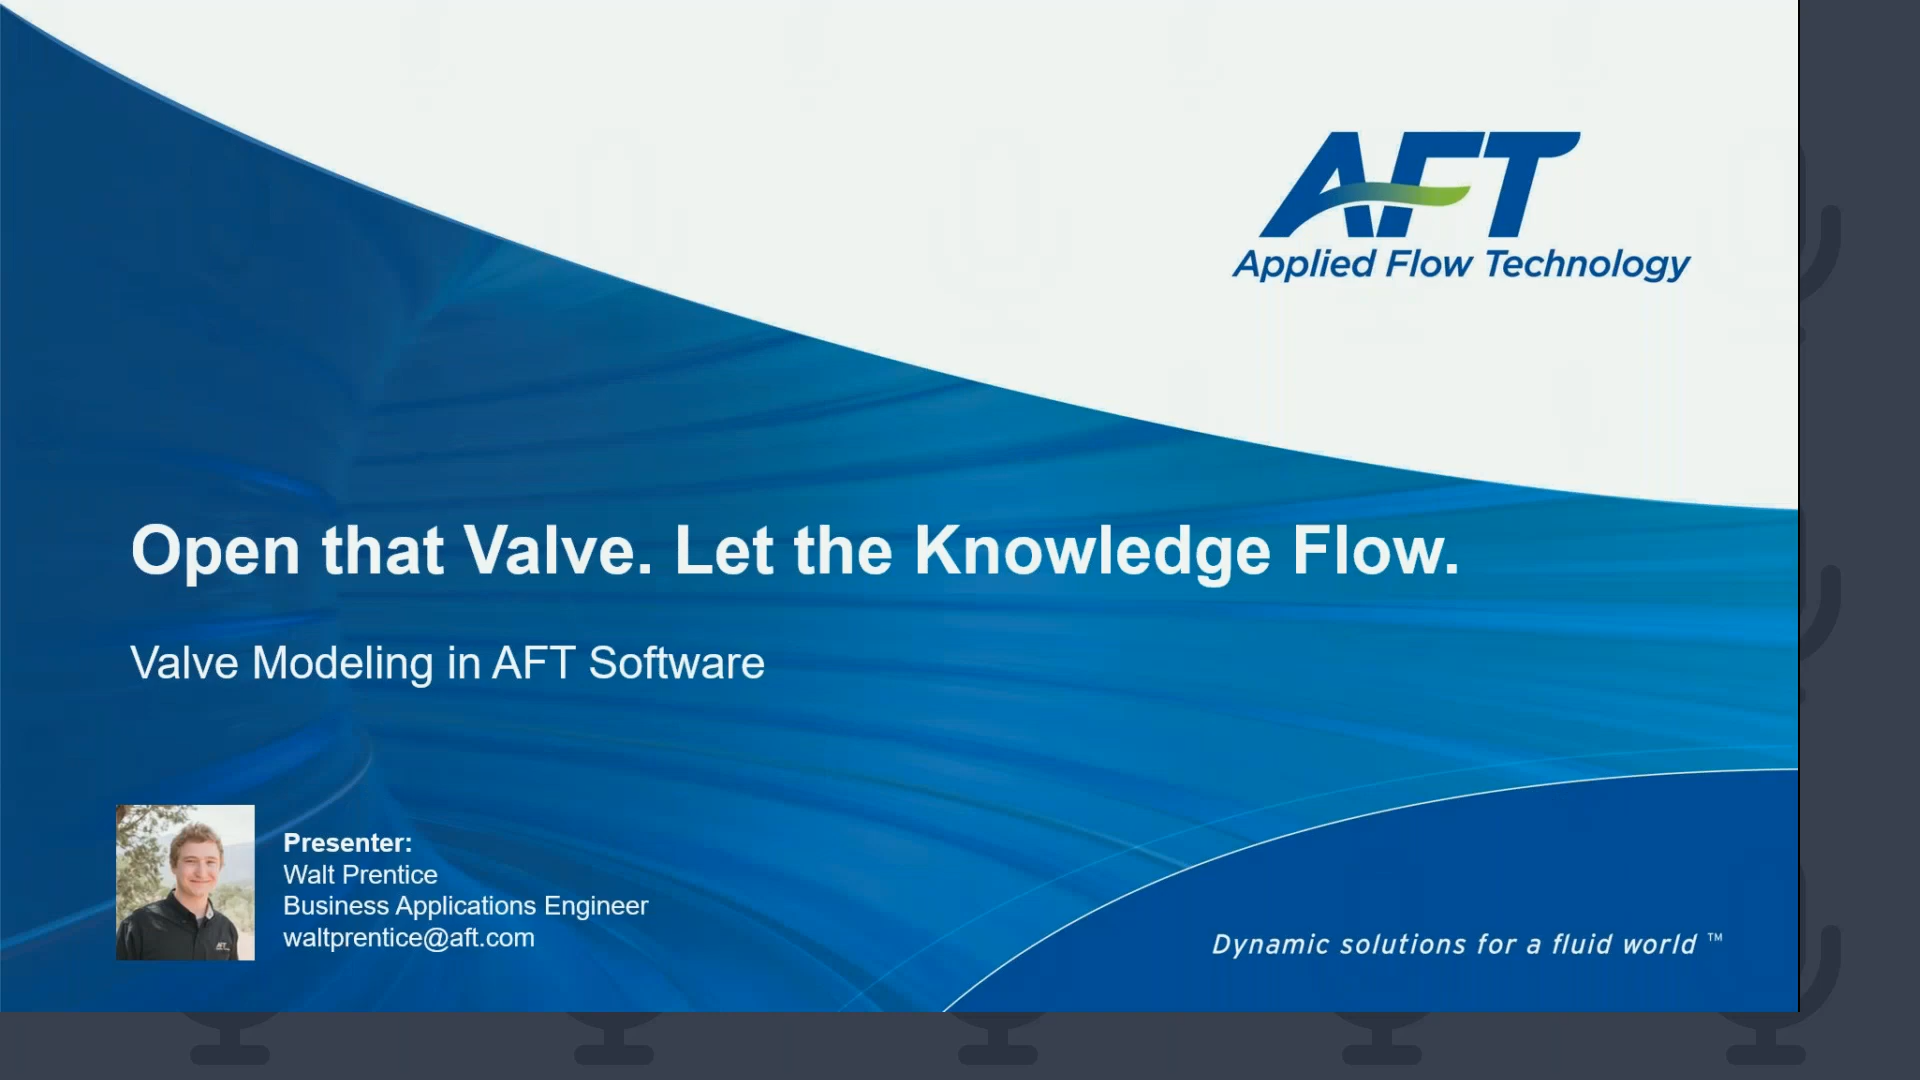 AFT
Applied Flow Technology
Open that Valve. Let the Knowledge Flow.
Valve Modeling in AFT Software
Presenter:
Walt Prentice
Business Applications Engineer
waltprentice@aft.com
AFT
Dynamic solutions for a fluid world ™